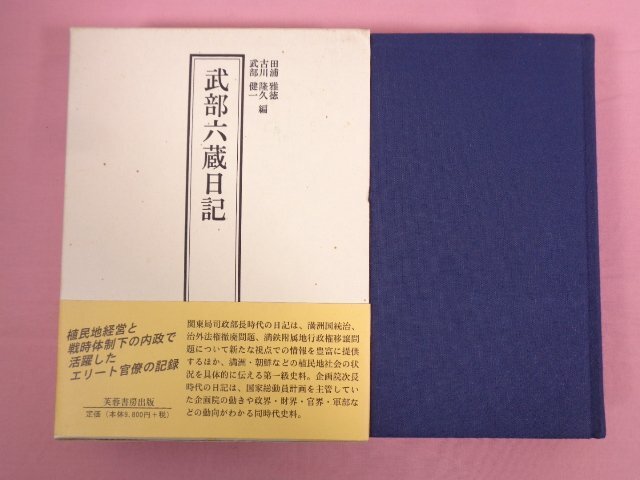 田浦雅徳
古川隆久 編
武部健一
武部六蔵日記
植民地経営と
戦時体制下の内政で
活躍した
エリート官僚の記録
芙蓉書房出版
定価（本体9,800円＋税）
関東局司政部長時代の日記は、満洲国統治、
治外法権撤廃問題、満鉄附属地行政権移譲問
題について新たな視点での情報を豊富に提供
するほか、満洲・朝鮮などの植民地社会の状
況を具体的に伝える第一級史料。企画院次長
時代の日記は、国家総動員計画を主管してい
た企画院の動きや政界・財界・官界・軍部な
どの動向がわかる同時代史料。